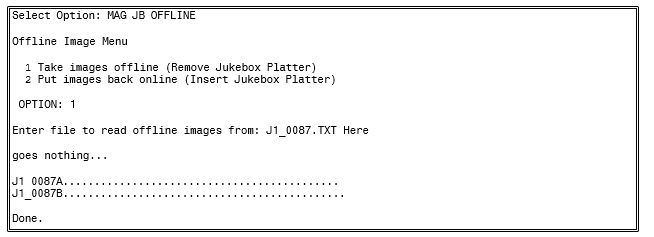 Select Option: MAG JB OFFLINE
Offline Image Menu
1 Take images offline (Remove Jukebox Platter)
2 Put images back online (Insert Jukebox Platter)
OPTION: 1
Enter file to read offline images from: J1_0087.TXT Here
goes nothing...
J1 0087A............................................
J1_0087B.............................................
Done.